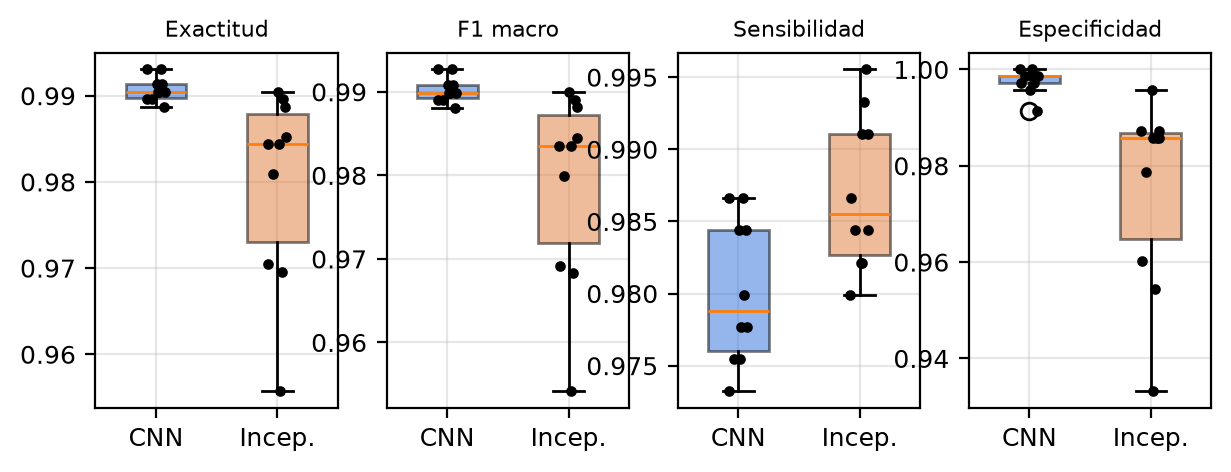 Exactitud
0.99
0.98
0.97
0.96
CNN Incep.
F1 macro
0.99
0.98
0.97
0.96
CNN Incep.
Sensibilidad
0.995
0.990
0.985
0.980
0.975
CNN Incep.
Especificidad
1.00
0.98
0.96
0.94
CNN Incep.